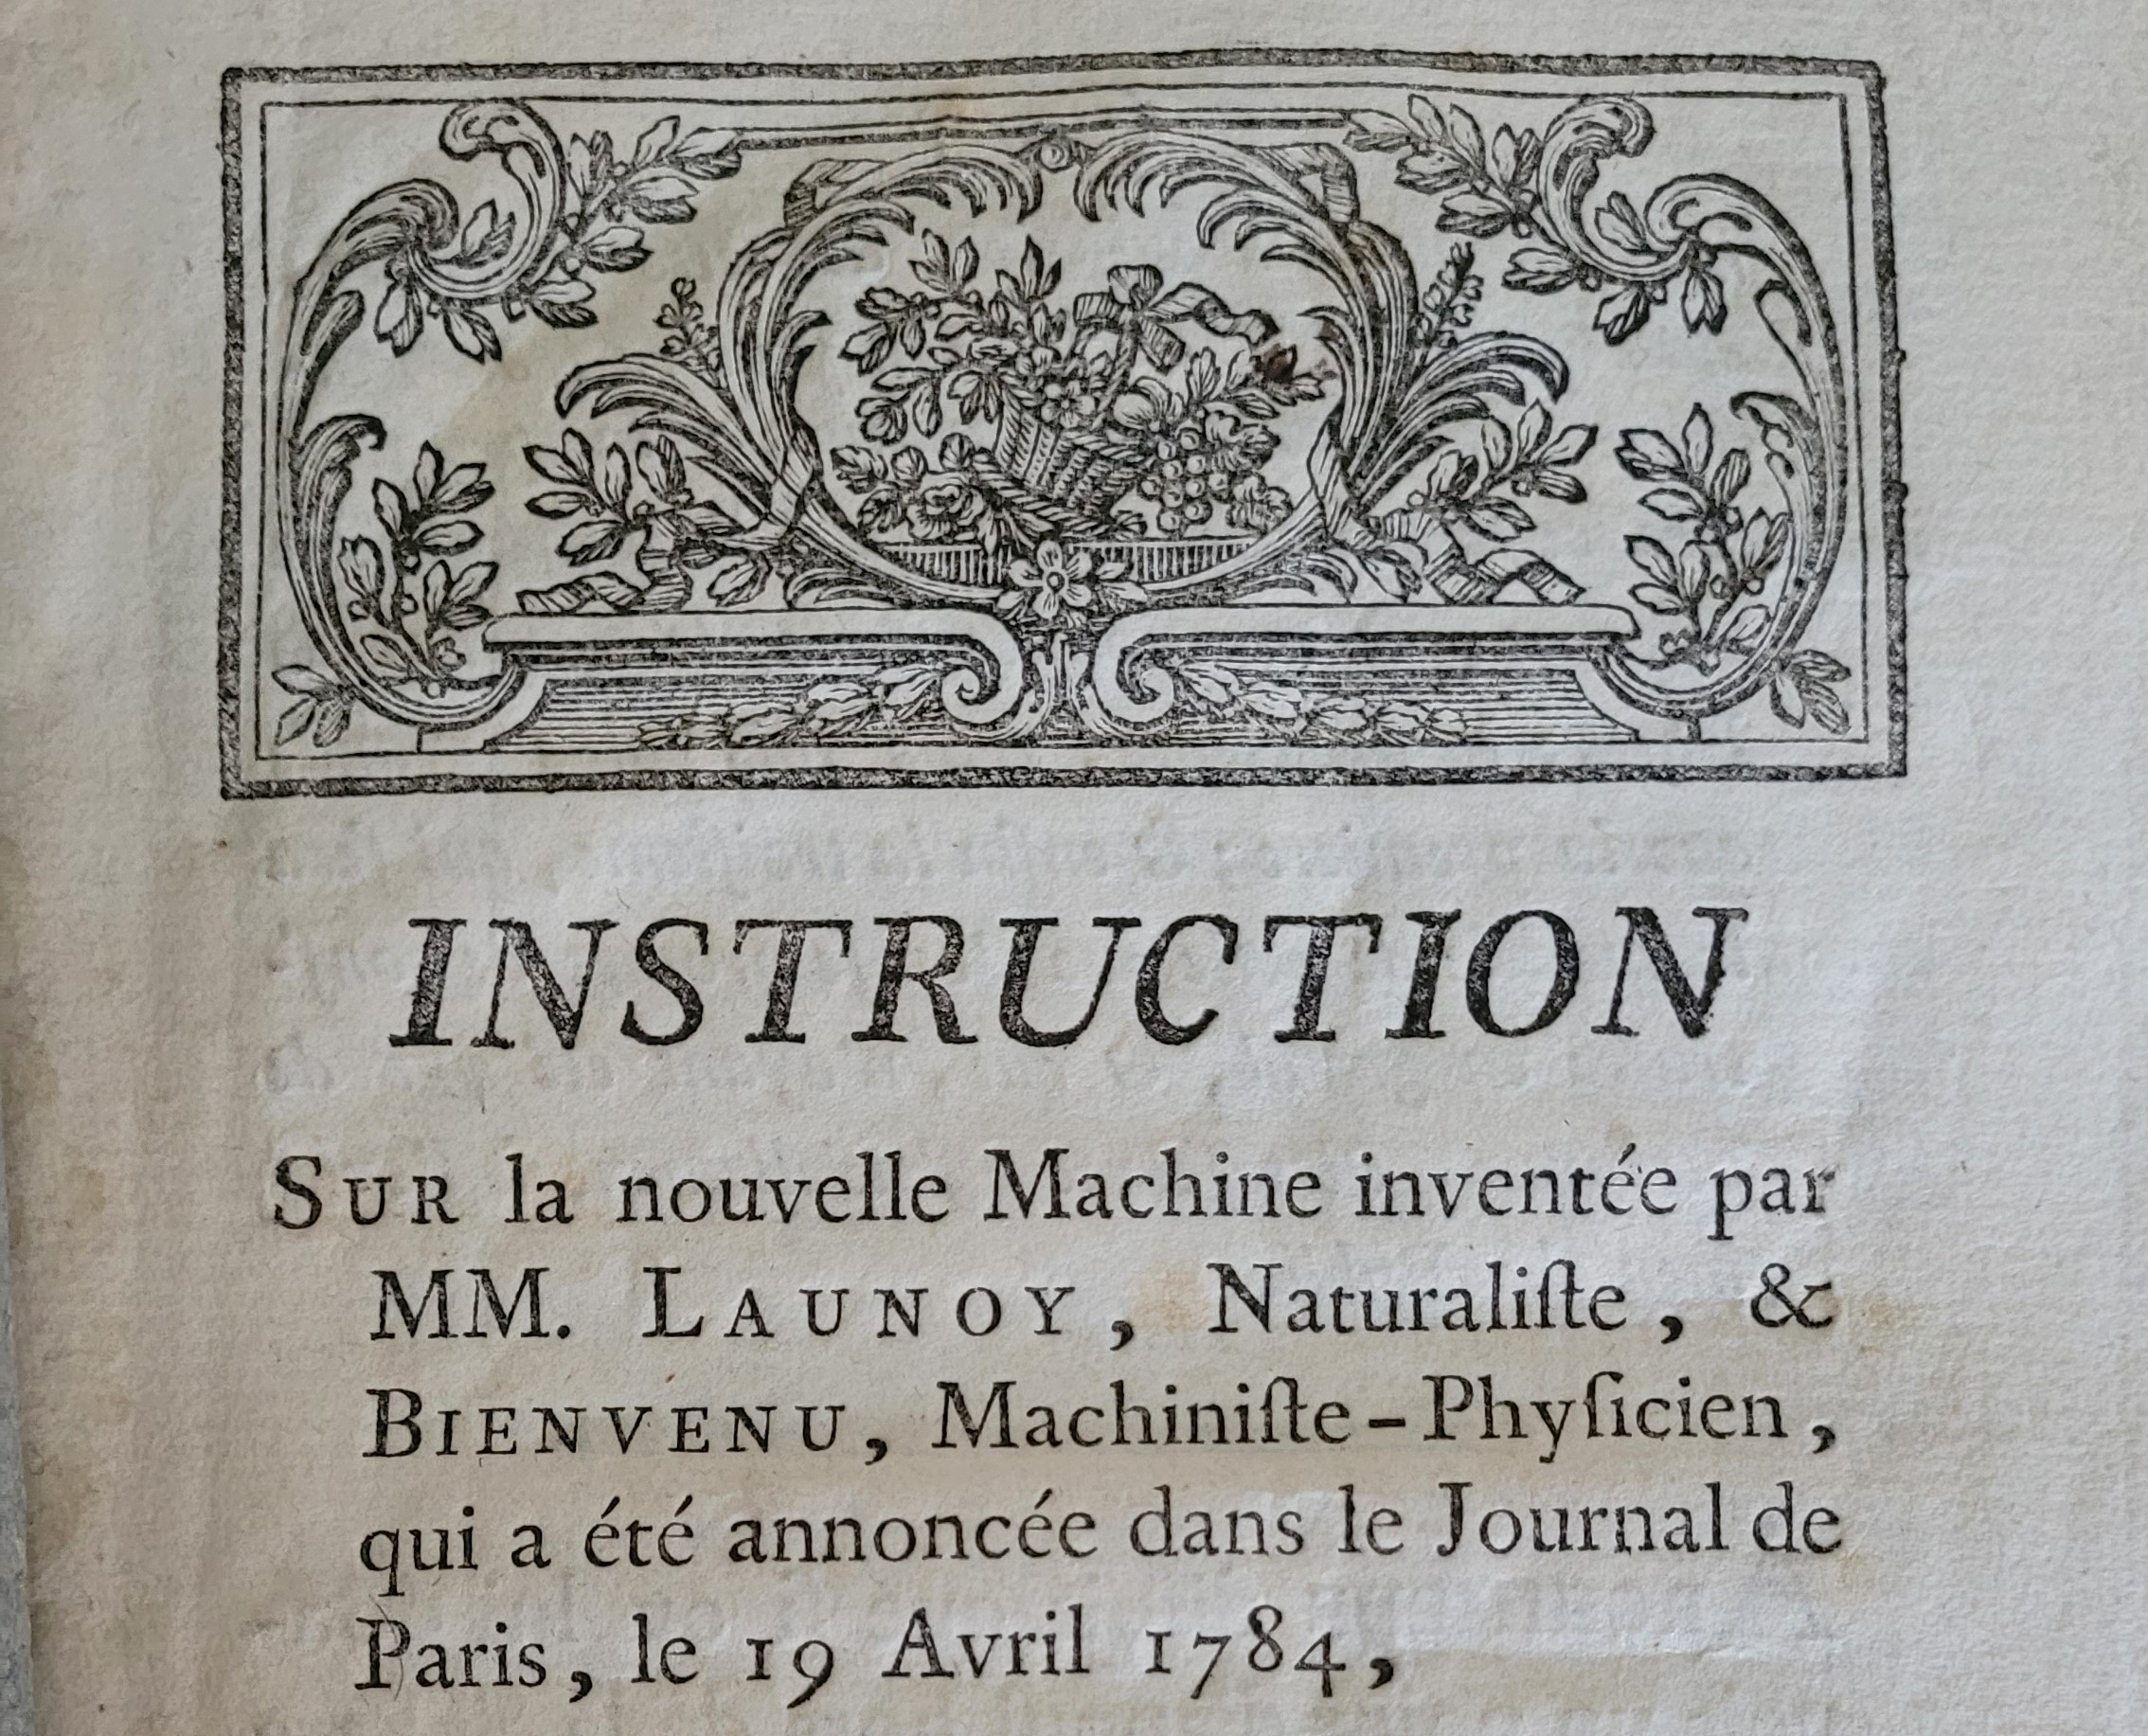 INSTRUCTION
SUR la nouvelle Machine inventée par
MM. LAUNOY, Naturaliſte, &
BIENVENU, Machiniſte-Phyſicien,
qui a été annoncée dans le Journal de
Paris, le 19 Avril 1784,